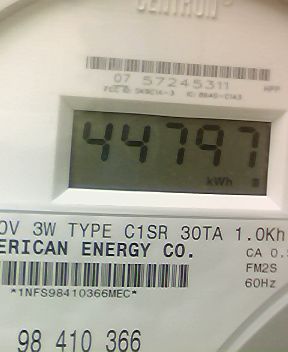 CENTRON
07 57245311
44797
kWh
0V 3W TYPE C1SR 30TA 1.0Kh
ERICAN ENERGY CO.
CA 0.
FM2S
*1NFS98410366MEC*
60Hz
98 410 366